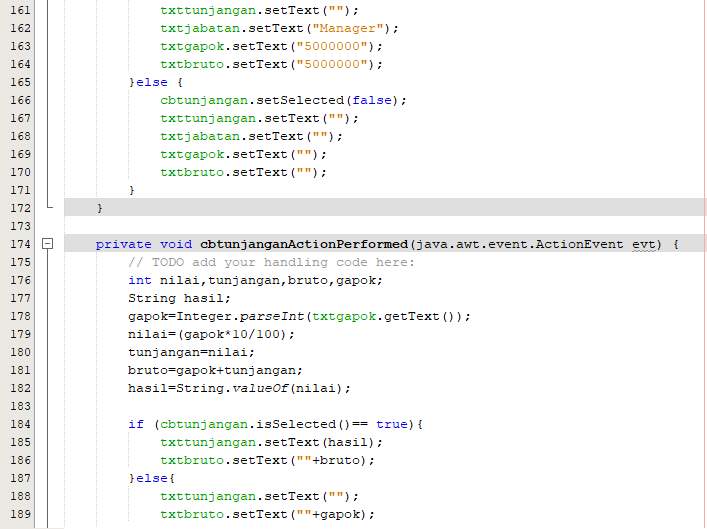 161 txttunjangan.setText("");
162 txtjabatan.setText("Manager");
163 txtgapok.setText("5000000");
164 txtbruto.setText("5000000");
165 }else {
166 cbtunjangan.setSelected(false);
167 txttunjangan.setText("");
168 txtjabatan.setText("");
169 txtgapok.setText("");
170 txtbruto.setText("");
171 }
172 }
173
174 private void cbtunjanganActionPerformed(java.awt.event.ActionEvent evt) {
175 // TODO add your handling code here:
176 int nilai,tunjangan,bruto,gapok;
177 String hasil;
178 gapok=Integer.parseInt(txtgapok.getText());
179 nilai=(gapok*10/100);
180 tunjangan=nilai;
181 bruto=gapok+tunjangan;
182 hasil=String.valueOf(nilai);
183
184 if (cbtunjangan.isSelected()== true){
185 txttunjangan.setText(hasil);
186 txtbruto.setText(""+bruto);
187 }else{
188 txttunjangan.setText("");
189 txtbruto.setText(""+gapok);